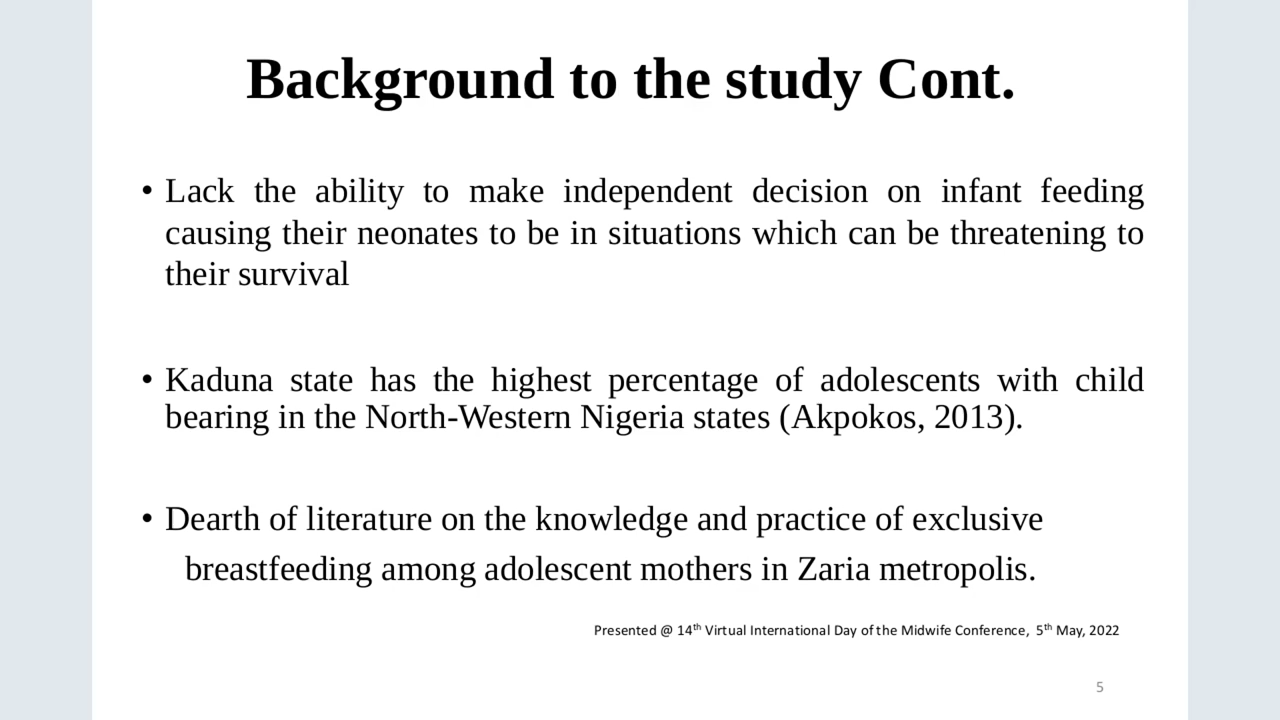 Background to the study Cont.
• Lack the ability to make independent decision on infant feeding
causing their neonates to be in situations which can be threatening to
their survival
• Kaduna state has the highest percentage of adolescents with child
bearing in the North-Western Nigeria states (Akpokos, 2013).
• Dearth of literature on the knowledge and practice of exclusive
breastfeeding among adolescent mothers in Zaria metropolis.
Presented @ 14th Virtual International Day of the Midwife Conference, 5th May, 2022
5